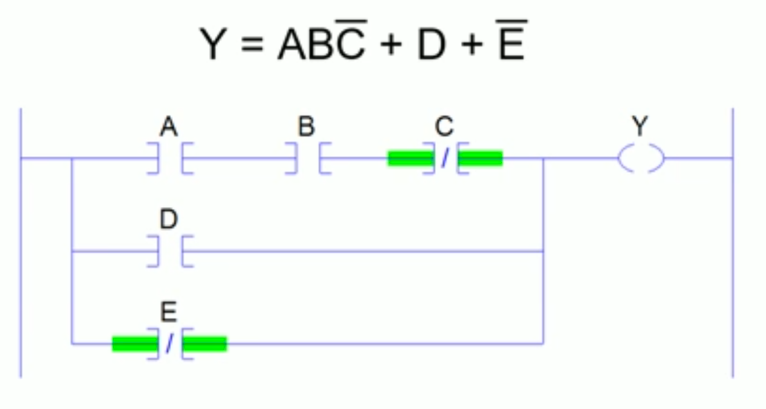 Y = ABC̅ + D + E̅
A B C Y
D
E